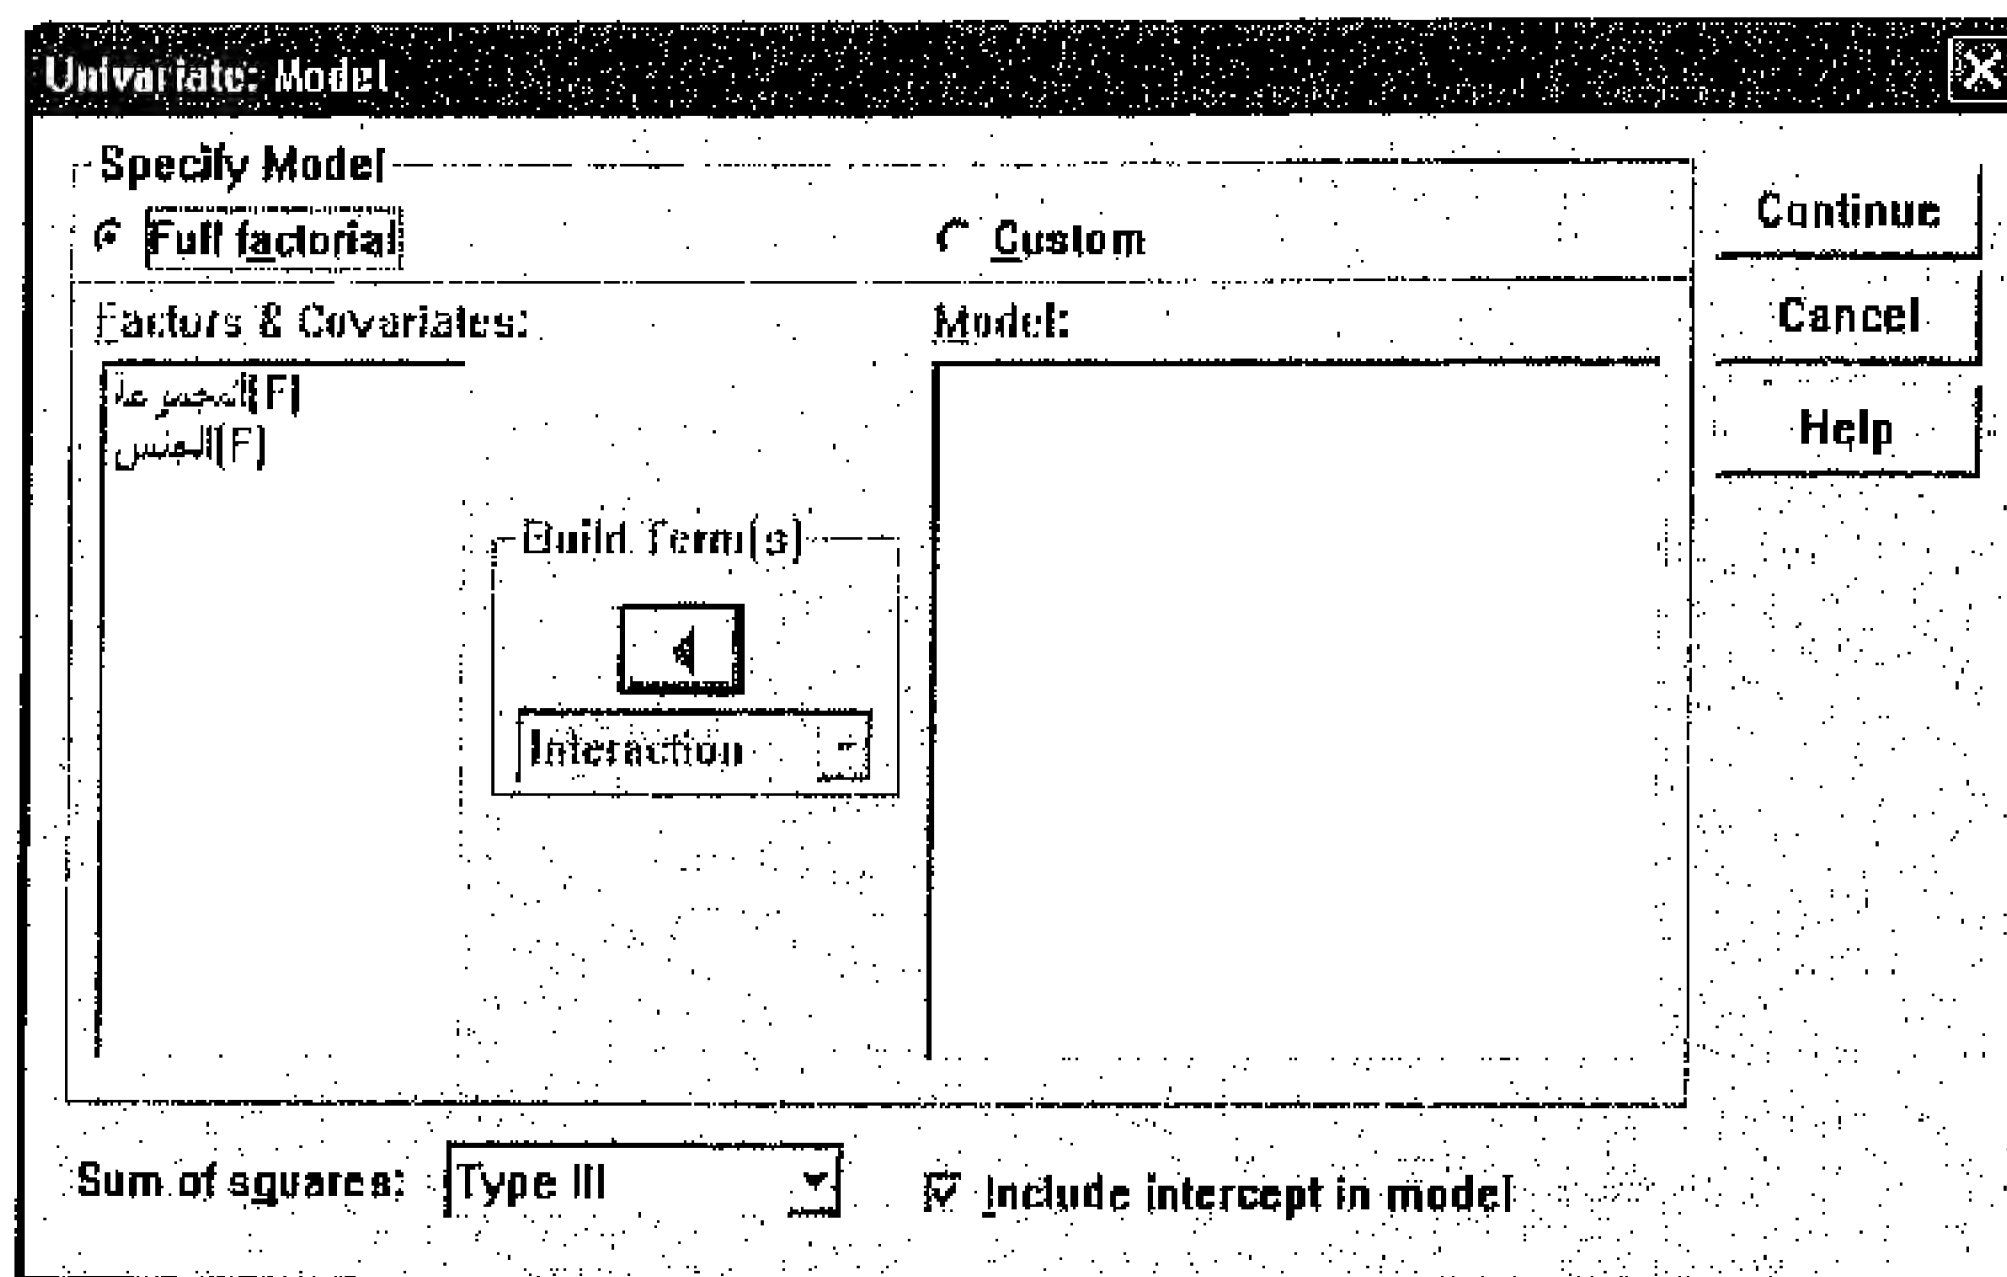 Univariate: Model
Specify Model
Full factorial
Custom
Continue
Cancel
Help
Factors & Covariates:
Model:
المجموعة(F)
الجنس(F)
Build Term(s)
Interaction
Sum of squares: Type III
Include intercept in model